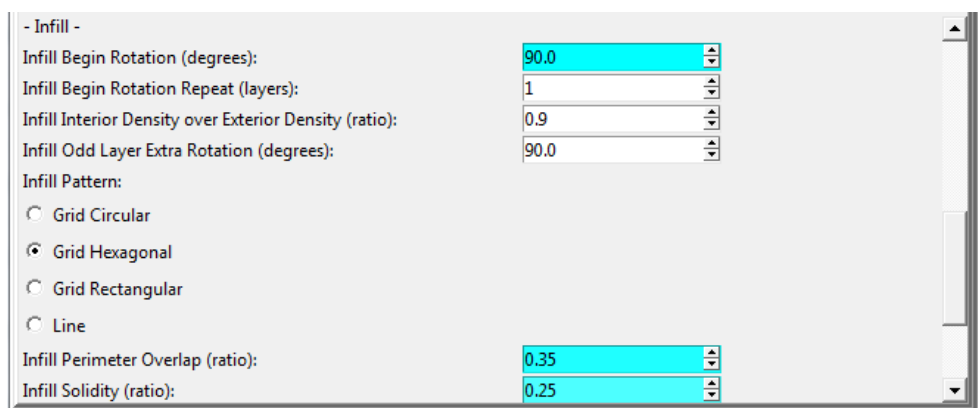 - Infill -
Infill Begin Rotation (degrees): 90.0
Infill Begin Rotation Repeat (layers): 1
Infill Interior Density over Exterior Density (ratio): 0.9
Infill Odd Layer Extra Rotation (degrees): 90.0
Infill Pattern:
Grid Circular
Grid Hexagonal
Grid Rectangular
Line
Infill Perimeter Overlap (ratio): 0.35
Infill Solidity (ratio): 0.25